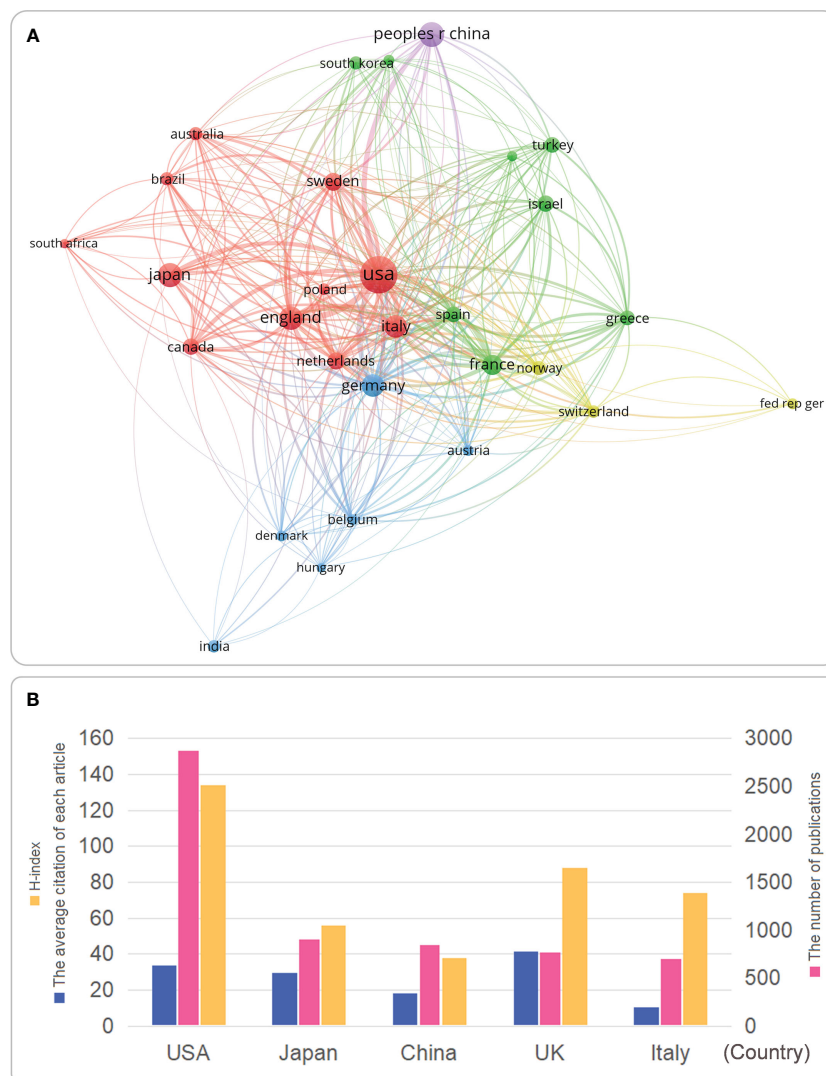 A
peoples r china
south korea
australia
turkey
brazil
sweden
israel
south africa
japan
usa
poland
england
italy
spain
greece
canada
netherlands
france
norway
germany
switzerland
fed rep ger
austria
belgium
denmark
hungary
india
B
H-index
The average citation of each article
160
140
120
100
80
60
40
20
0
3000
2500
2000
1500
1000
500
0
The number of publications
USA
Japan
China
UK
Italy
(Country)